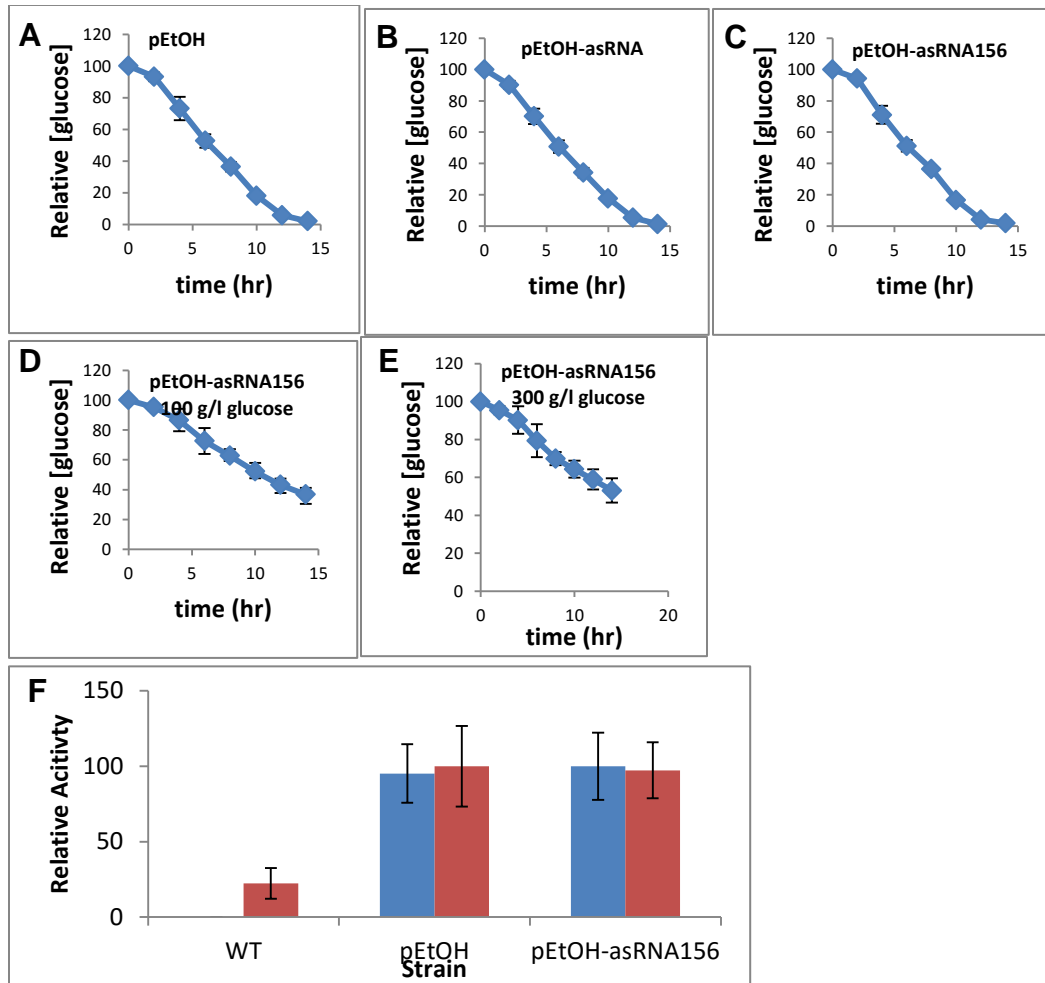 A
pEtOH
120
100
80
60
40
20
0
0 5 10 15
Relative [glucose]
time (hr)
B
pEtOH-asRNA
120
100
80
60
40
20
0
0 5 10 15
Relative [glucose]
time (hr)
C
pEtOH-asRNA156
120
100
80
60
40
20
0
0 5 10 15
Relative [glucose]
time (hr)
D
pEtOH-asRNA156
100 g/l glucose
120
100
80
60
40
20
0
0 5 10 15
Relative [glucose]
time (hr)
E
pEtOH-asRNA156
300 g/l glucose
120
100
80
60
40
20
0
0 10 20
Relative [glucose]
time (hr)
F
150
100
50
0
Relative Acitivty
WT pEtOH pEtOH-asRNA156
Strain